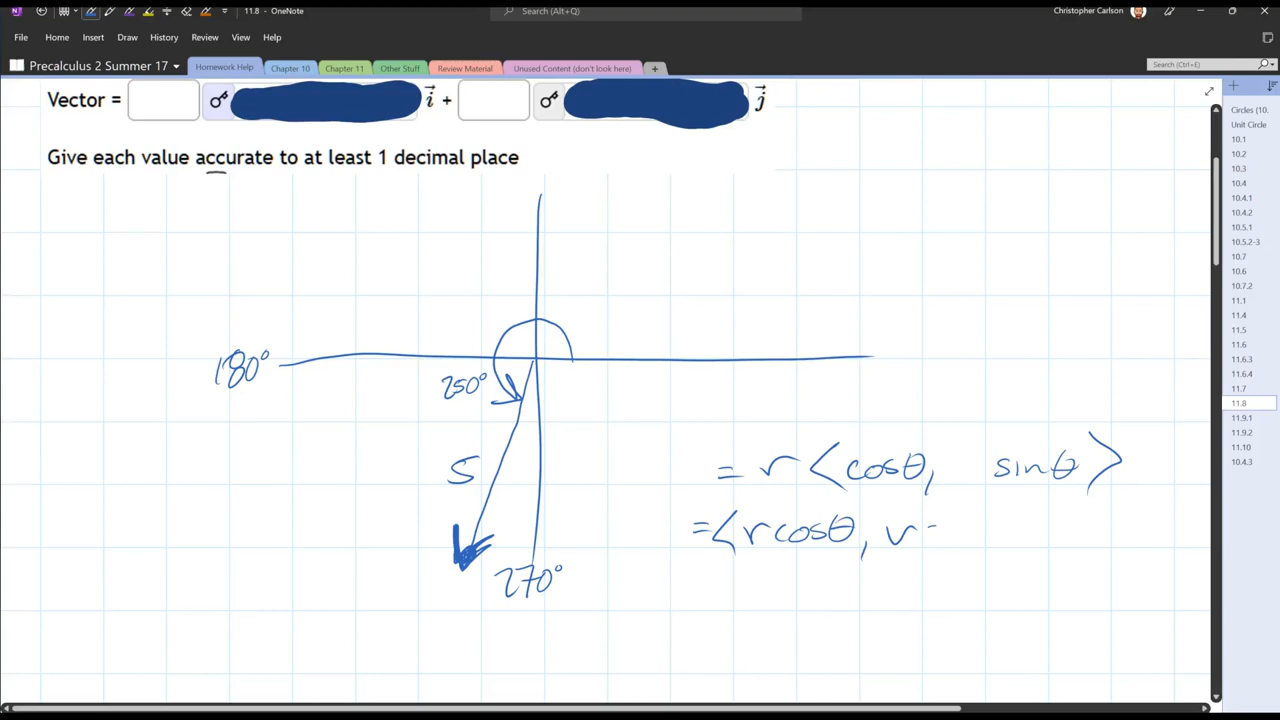 11.8 - OneNote
Search (Alt+Q)
Christopher Carlson
File Home Insert Draw History Review View Help
Precalculus 2 Summer 17
Homework Help
Chapter 10
Chapter 11
Other Stuff
Review Material
Unused Content (don't look here)
Search (Ctrl+E)
Vector = i + j
Give each value accurate to at least 1 decimal place
180°
250°
5
270°
= r⟨cosθ, sinθ⟩
=⟨rcosθ, r
Circles (10.
Unit Circle
10.1
10.2
10.3
10.4
10.4.1
10.4.2
10.5.1
10.5.2-3
10.7
10.6
10.7.2
11.1
11.4
11.5
11.6
11.6.3
11.6.4
11.7
11.8
11.9.1
11.9.2
11.10
10.4.3